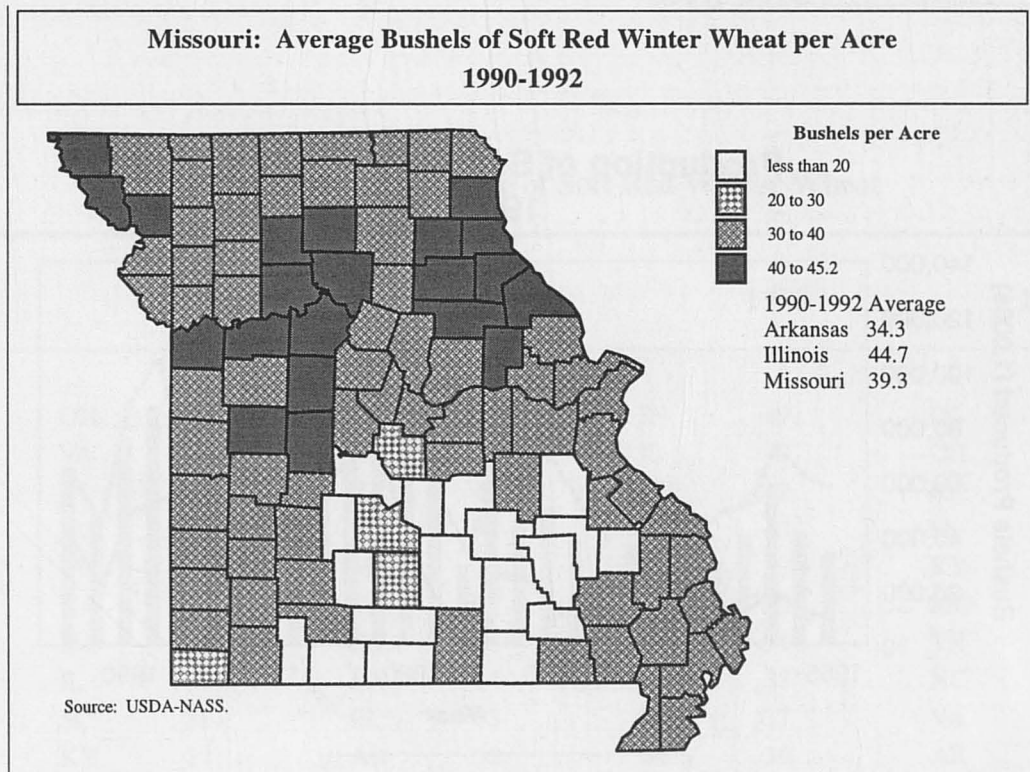 Missouri: Average Bushels of Soft Red Winter Wheat per Acre
1990-1992
Bushels per Acre
less than 20
20 to 30
30 to 40
40 to 45.2
1990-1992 Average
Arkansas 34.3
Illinois 44.7
Missouri 39.3
Source: USDA-NASS.